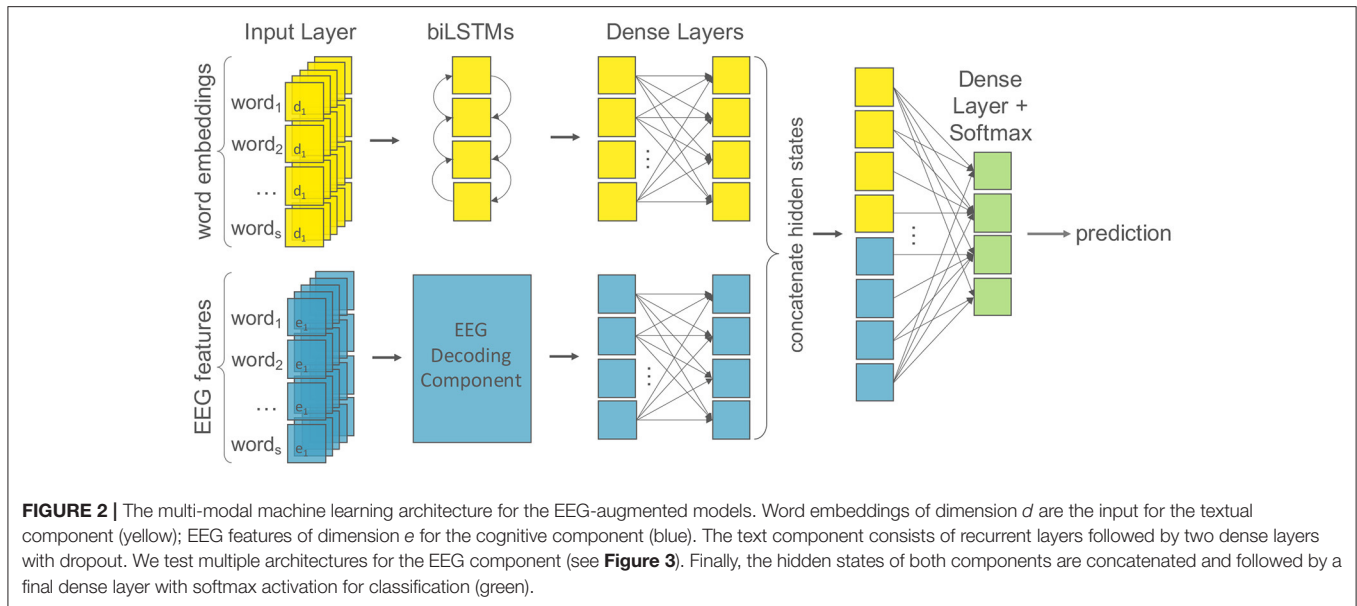 Input Layer
biLSTMs
Dense Layers
word embeddings
word1
d1
word2
d1
...
d1
words
d1
concatenate hidden states
Dense
Layer +
Softmax
prediction
EEG features
word1
e1
word2
e1
...
e1
words
e1
EEG
Decoding
Component
FIGURE 2 | The multi-modal machine learning architecture for the EEG-augmented models. Word embeddings of dimension d are the input for the textual
component (yellow); EEG features of dimension e for the cognitive component (blue). The text component consists of recurrent layers followed by two dense layers
with dropout. We test multiple architectures for the EEG component (see Figure 3). Finally, the hidden states of both components are concatenated and followed by a
final dense layer with softmax activation for classification (green).